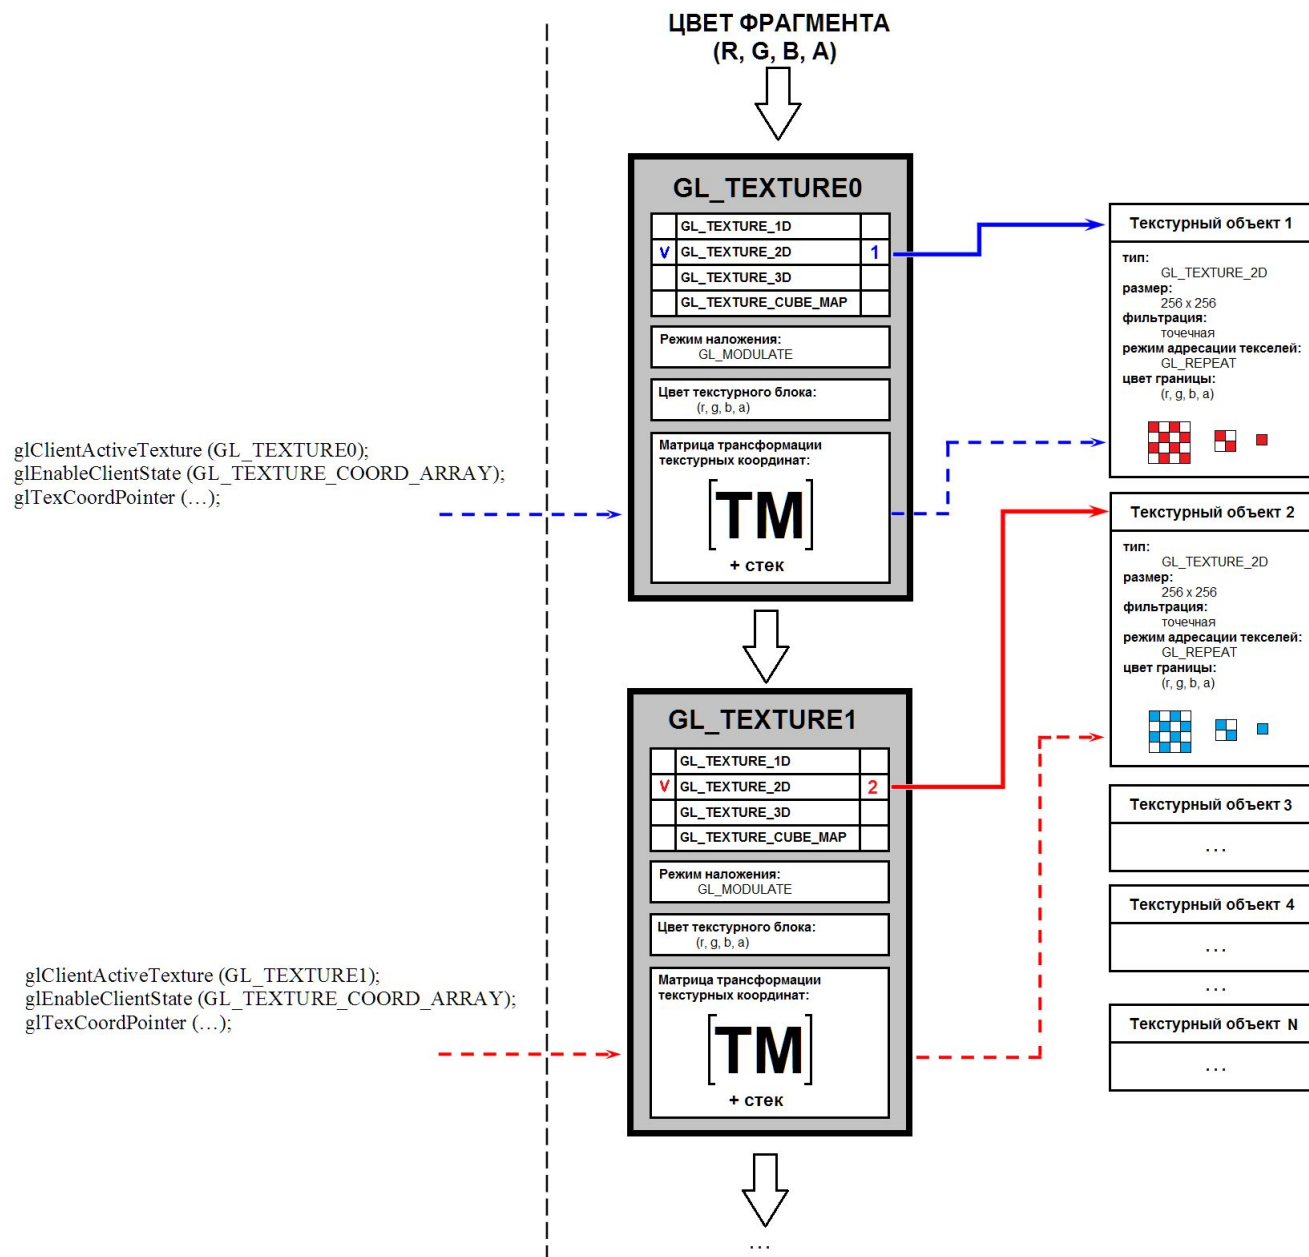 ЦВЕТ ФРАГМЕНТА
(R, G, B, A)
GL_TEXTURE0
GL_TEXTURE_1D
V GL_TEXTURE_2D 1
GL_TEXTURE_3D
GL_TEXTURE_CUBE_MAP
Режим наложения:
GL_MODULATE
Цвет текстурного блока:
(r, g, b, a)
Матрица трансформации
текстурных координат:
[TM]
+ стек
glClientActiveTexture (GL_TEXTURE0);
glEnableClientState (GL_TEXTURE_COORD_ARRAY);
glTexCoordPointer (…);
Текстурный объект 1
тип:
GL_TEXTURE_2D
размер:
256 x 256
фильтрация:
точечная
режим адресации текселей:
GL_REPEAT
цвет границы:
(r, g, b, a)
Текстурный объект 2
тип:
GL_TEXTURE_2D
размер:
256 x 256
фильтрация:
точечная
режим адресации текселей:
GL_REPEAT
цвет границы:
(r, g, b, a)
GL_TEXTURE1
GL_TEXTURE_1D
V GL_TEXTURE_2D 2
GL_TEXTURE_3D
GL_TEXTURE_CUBE_MAP
Режим наложения:
GL_MODULATE
Цвет текстурного блока:
(r, g, b, a)
Матрица трансформации
текстурных координат:
[TM]
+ стек
glClientActiveTexture (GL_TEXTURE1);
glEnableClientState (GL_TEXTURE_COORD_ARRAY);
glTexCoordPointer (…);
Текстурный объект 3
...
Текстурный объект 4
...
...
Текстурный объект N
...
...